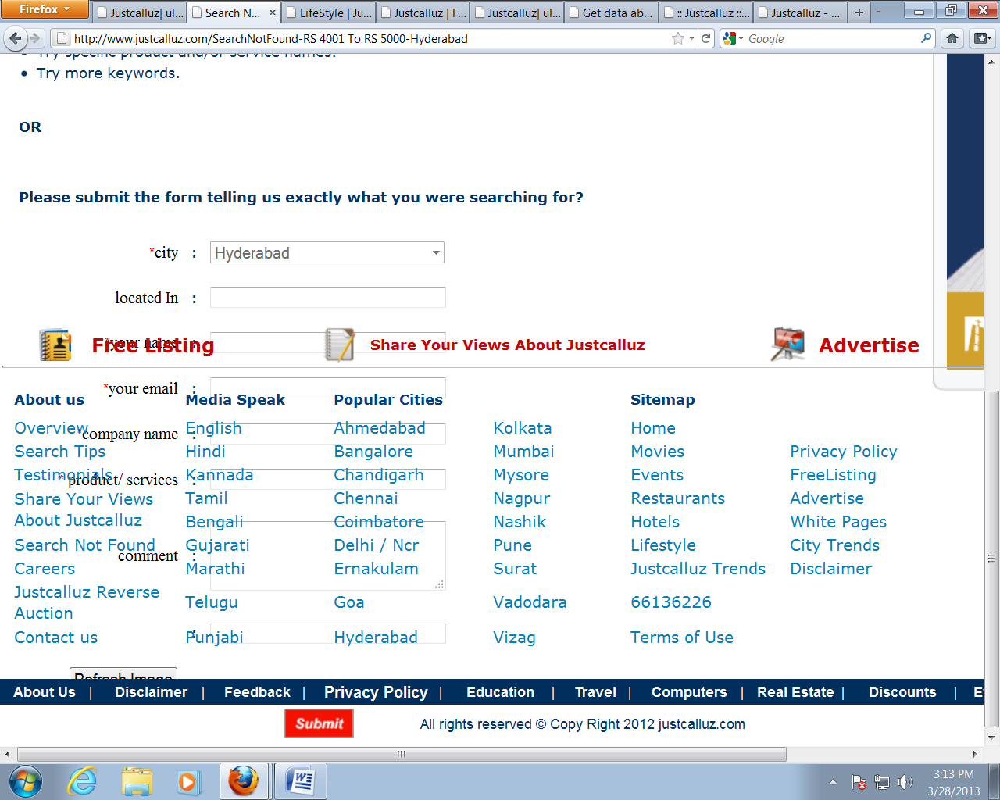 Firefox
Justcalluz| ul...
Search N...
LifeStyle | Ju...
Justcalluz | F...
Justcalluz| ul...
Get data ab...
:: Justcalluz ::...
Justcalluz - ...
http://www.justcalluz.com/SearchNotFound-RS 4001 To RS 5000-Hyderabad
Google
• Try specific product and/or service names.
• Try more keywords.
OR
Please submit the form telling us exactly what you were searching for?
*city : Hyderabad
located In :
*your name :
Free Listing Share Your Views About Justcalluz Advertise
*your email :
About us Media Speak Popular Cities Sitemap
Overview English Ahmedabad Kolkata Home
*company name :
Search Tips Hindi Bangalore Mumbai Movies Privacy Policy
Testimonials Kannada Chandigarh Mysore Events FreeListing
* product/ services :
Share Your Views About Justcalluz Tamil Chennai Nagpur Restaurants Advertise
Bengali Coimbatore Nashik Hotels White Pages
Search Not Found Gujarati Delhi / Ncr Pune Lifestyle City Trends
comment :
Careers Marathi Ernakulam Surat Justcalluz Trends Disclaimer
Justcalluz Reverse Auction Telugu Goa Vadodara 66136226
Contact us Punjabi Hyderabad Vizag Terms of Use
:
Refresh Image
About Us | Disclaimer | Feedback | Privacy Policy | Education | Travel | Computers | Real Estate | Discounts | E
Submit All rights reserved © Copy Right 2012 justcalluz.com
3:13 PM
3/28/2013